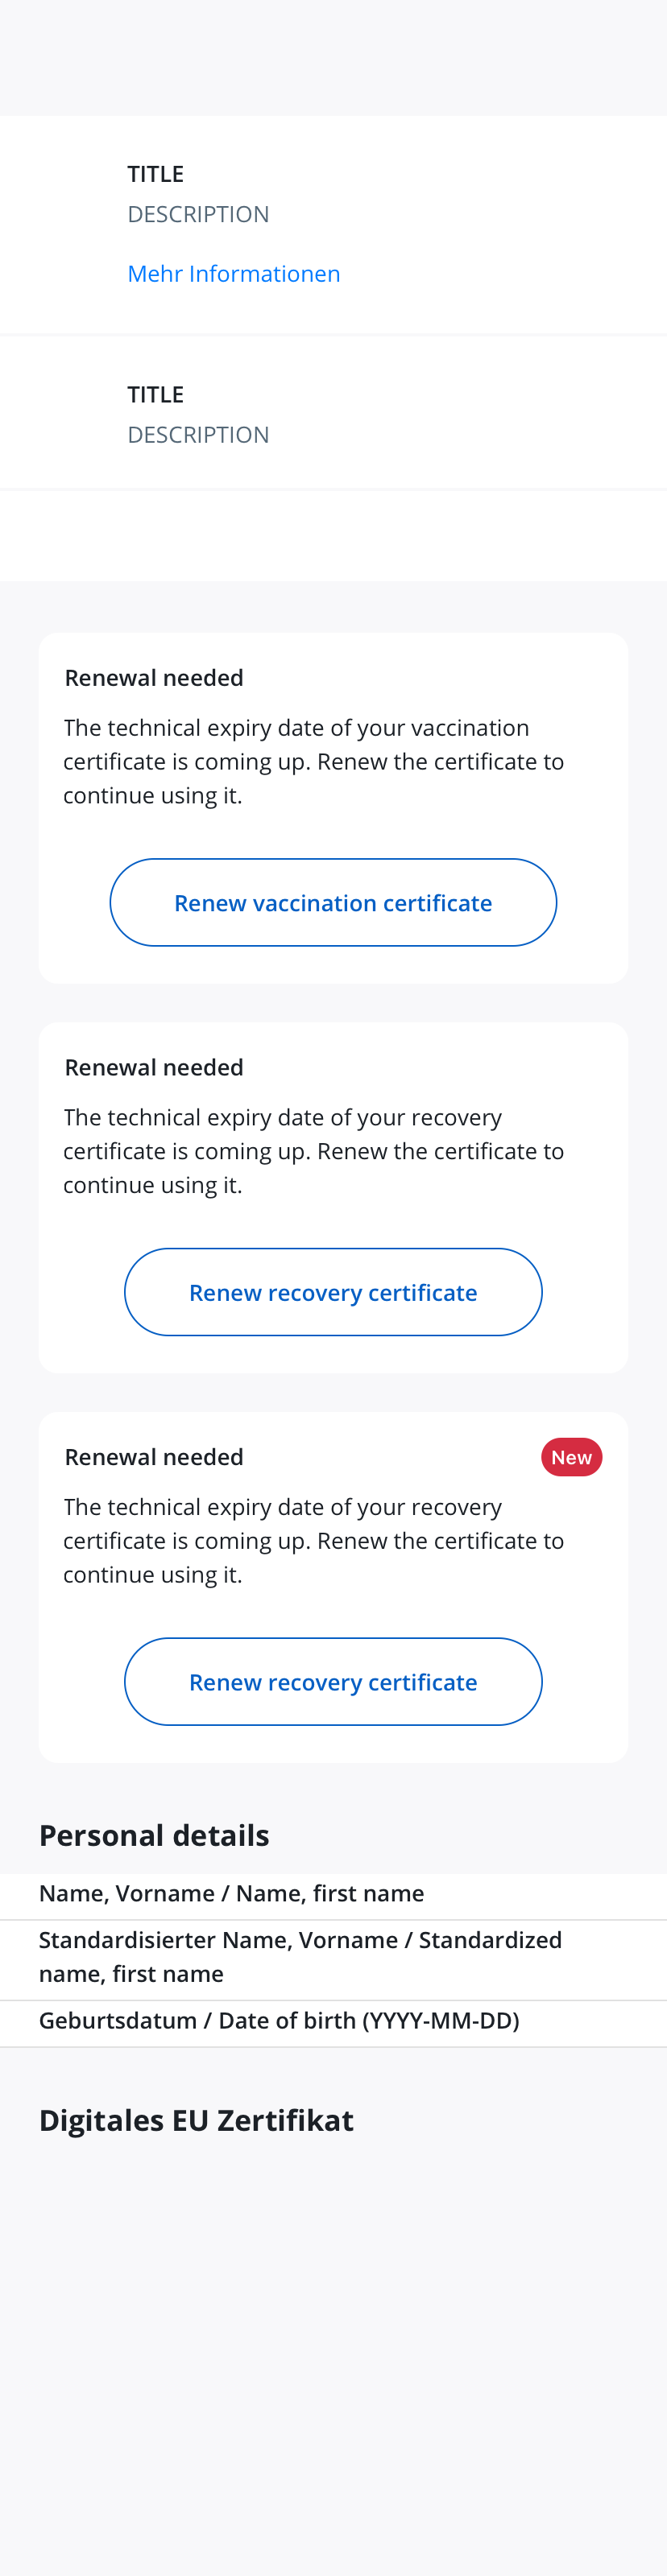 TITLE
DESCRIPTION
Mehr Informationen
TITLE
DESCRIPTION
Renewal needed
The technical expiry date of your vaccination
certificate is coming up. Renew the certificate to
continue using it.
Renew vaccination certificate
Renewal needed
The technical expiry date of your recovery
certificate is coming up. Renew the certificate to
continue using it.
Renew recovery certificate
Renewal needed
New
The technical expiry date of your recovery
certificate is coming up. Renew the certificate to
continue using it.
Renew recovery certificate
Personal details
Name, Vorname / Name, first name
Standardisierter Name, Vorname / Standardized
name, first name
Geburtsdatum / Date of birth (YYYY-MM-DD)
Digitales EU Zertifikat